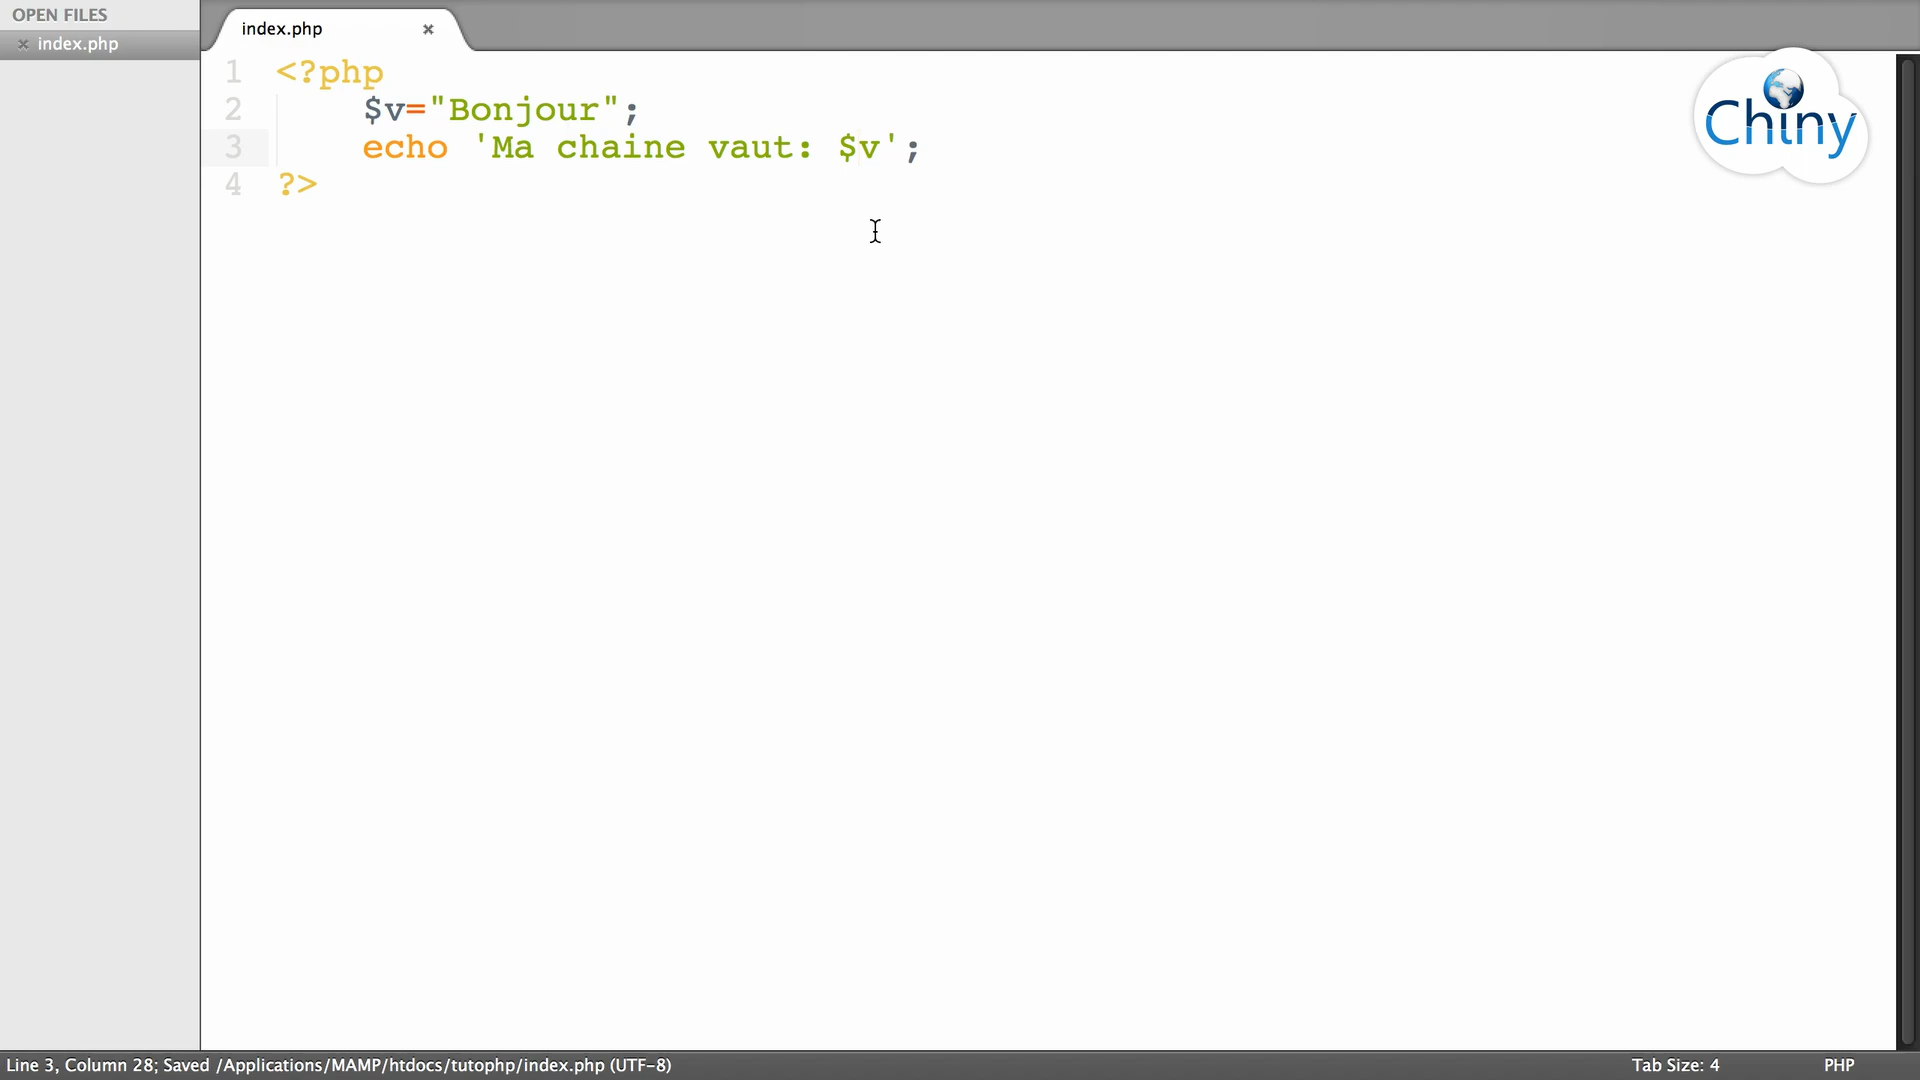 OPEN FILES
index.php
index.php
1 <?php
2 $v="Bonjour";
3 echo 'Ma chaine vaut: $v';
4 ?>
Chiny
Line 3, Column 28; Saved /Applications/MAMP/htdocs/tutophp/index.php (UTF-8)
Tab Size: 4
PHP